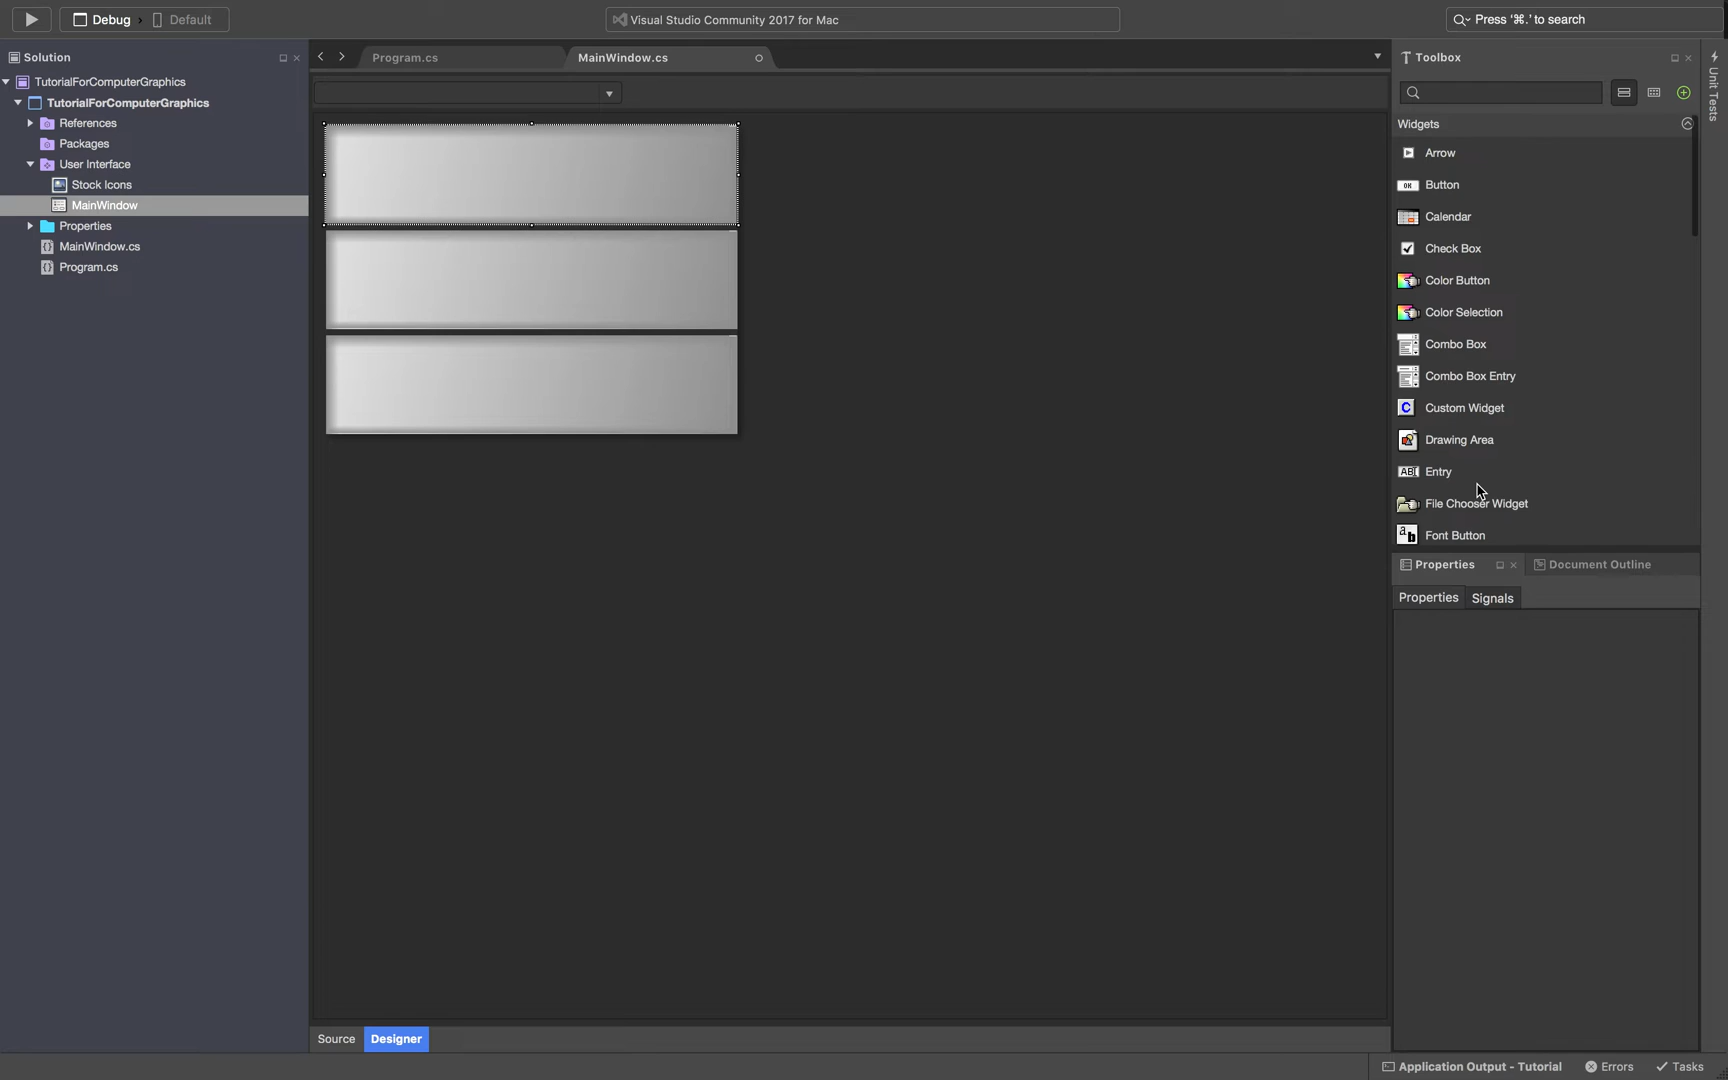 Debug
Default
Visual Studio Community 2017 for Mac
Press '⌘.' to search
Solution
TutorialForComputerGraphics
TutorialForComputerGraphics
References
Packages
User Interface
Stock Icons
MainWindow
Properties
MainWindow.cs
Program.cs
Program.cs
MainWindow.cs
Source
Designer
Toolbox
Widgets
Arrow
OK
Button
Calendar
Check Box
Color Button
Color Selection
Combo Box
Combo Box Entry
C
Custom Widget
Drawing Area
ABI
Entry
File Chooser Widget
a b
Font Button
Properties
Document Outline
Properties
Signals
Unit Tests
Application Output - Tutorial
Errors
Tasks